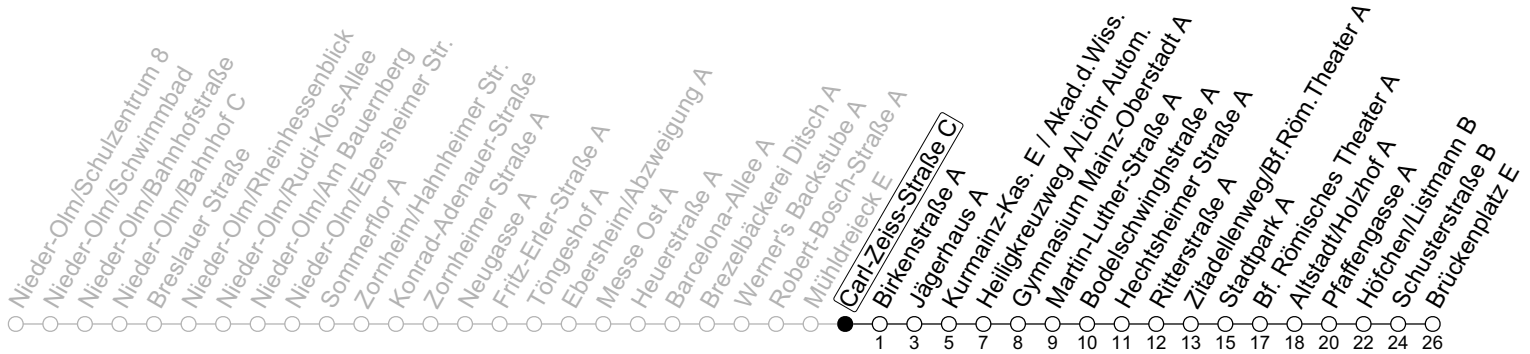 Nieder-Olm/Schulzentrum 8
Nieder-Olm/Schwimmbad
Nieder-Olm/Bahnhofstraße
Nieder-Olm/Bahnhof C
Breslauer Straße
Nieder-Olm/Rheinhessenblick
Nieder-Olm/Rudi-Klos-Allee
Nieder-Olm/Am Bauernberg
Nieder-Olm/Ebersheimer Str.
Sommerflor A
Zornheim/Hahnheimer Str.
Konrad-Adenauer-Straße
Zornheimer Straße A
Neugasse A
Fritz-Erler-Straße A
Töngeshof A
Ebersheim/Abzweigung A
Messe Ost A
Heuerstraße A
Barcelona-Allee A
Brezelbäckerei Ditsch A
Werner's Backstube A
Robert-Bosch-Straße A
Mühldreieck E
Carl-Zeiss-Straße C
Birkenstraße A
Jägerhaus A
Kurmainz-Kas. E / Akad.d.Wiss.
Heiligkreuzweg A/Löhr Autom.
Gymnasium Mainz-Oberstadt A
Martin-Luther-Straße A
Bodelschwinghstraße A
Hechtsheimer Straße A
Ritterstraße A
Zitadellenweg/Bf.Röm.Theater A
Stadtpark A
Bf. Römisches Theater A
Altstadt/Holzhof A
Pfaffengasse A
Höfchen/Listmann B
Schusterstraße B
Brückenplatz E
1 3 5 7 8 9 10 11 12 13 15 17 18 20 22 24 26